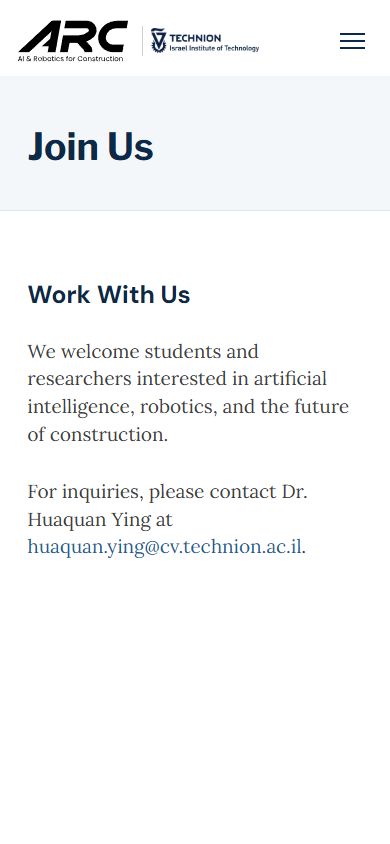 ARC
AI & Robotics for Construction
TECHNION
Israel Institute of Technology
Join Us
Work With Us
We welcome students and
researchers interested in artificial
intelligence, robotics, and the future
of construction.
For inquiries, please contact Dr.
Huaquan Ying at
huaquan.ying@cv.technion.ac.il.